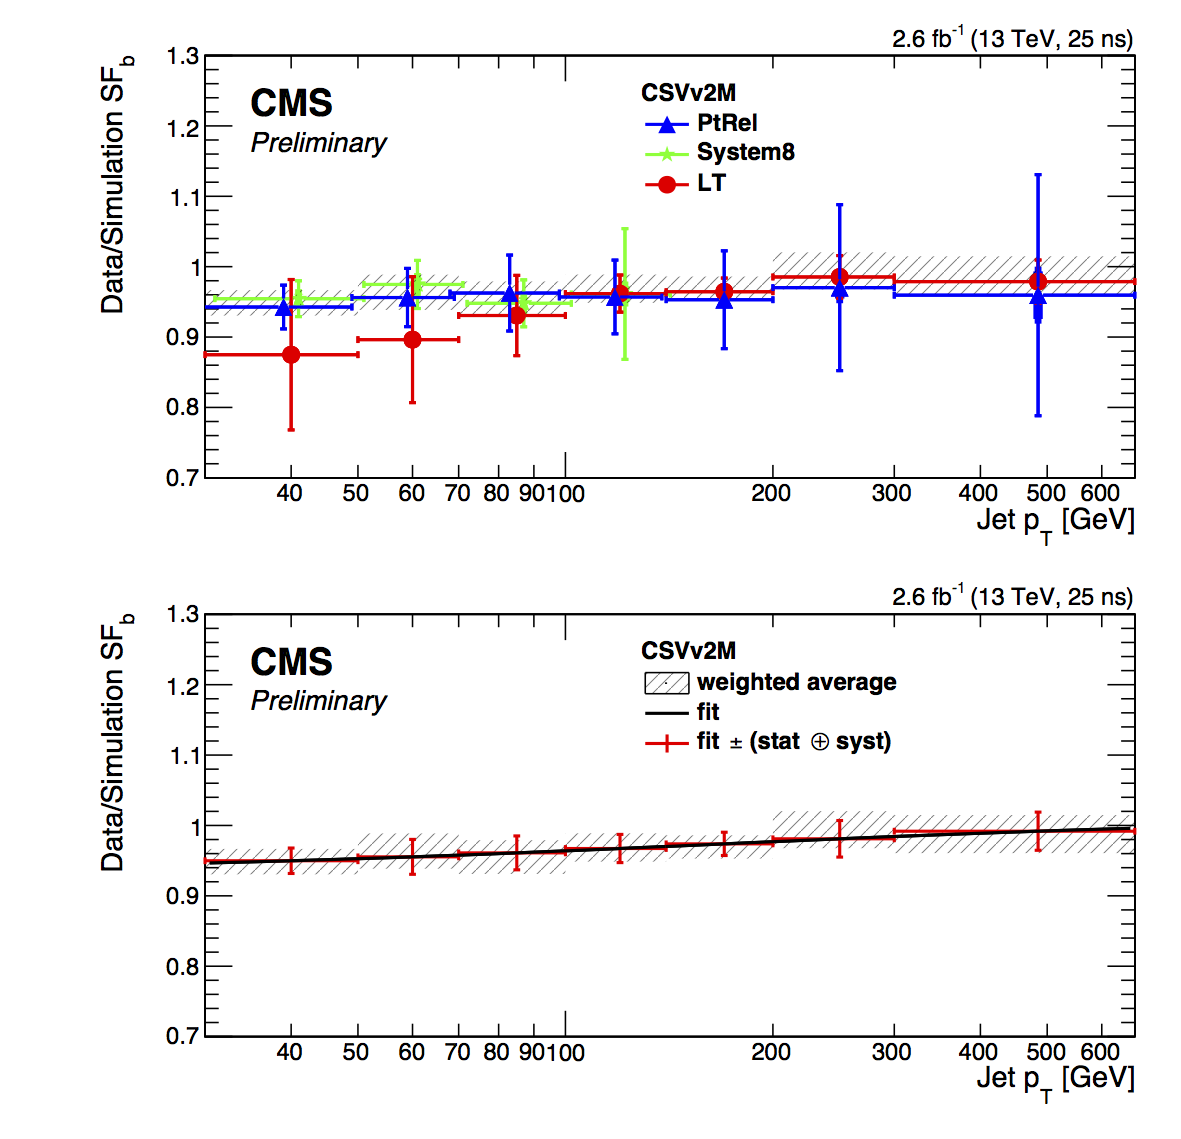 2.6 fb-1 (13 TeV, 25 ns)
Data/Simulation SFb
CMS
Preliminary
CSVv2M
PtRel
System8
LT
1.3
1.2
1.1
1
0.9
0.8
0.7
40 50 60 70 80 90 100 200 300 400 500 600
Jet pT [GeV]
2.6 fb-1 (13 TeV, 25 ns)
Data/Simulation SFb
CMS
Preliminary
CSVv2M
weighted average
fit
fit ± (stat ⊕ syst)
1.3
1.2
1.1
1
0.9
0.8
0.7
40 50 60 70 80 90 100 200 300 400 500 600
Jet pT [GeV]